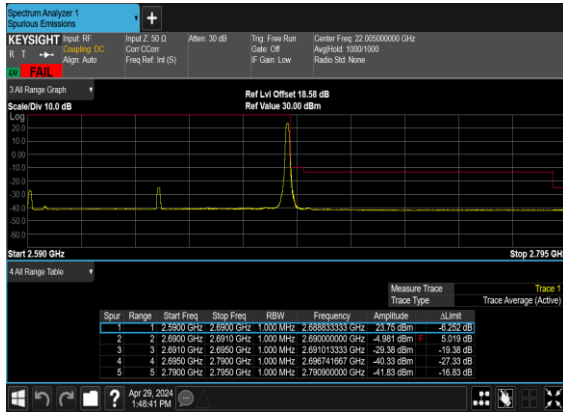 Spectrum Analyzer 1
Spurious Emissions
KEYSIGHT Input: RF Input Z: 50 Ω Atten: 30 dB Trig: Free Run Center Freq: 22.005000000 GHz
R T Coupling: DC Corr CCorr Gate: Off Avg|Hold: 1000/1000
Align: Auto Freq Ref: Int (S) IF Gain: Low Radio Std: None
FAIL
3 All Range Graph Ref Lvl Offset 18.58 dB
Scale/Div 10.0 dB Ref Value 30.00 dBm
Log
20.0
10.0
0.00
-10.0
-20.0
-30.0
-40.0
-50.0
-60.0
Start 2.590 GHz Stop 2.795 GH
4 All Range Table
Measure Trace Trace 1
Trace Type Trace Average (Active)
Spur Range Start Freq Stop Freq RBW Frequency Amplitude ΔLimit
1 1 2.5900 GHz 2.6900 GHz 1.000 MHz 2.688833333 GHz 23.75 dBm -6.252 dB
2 2 2.6900 GHz 2.6910 GHz 1.000 MHz 2.690000000 GHz -4.981 dBm F 5.019 dB
3 3 2.6910 GHz 2.6950 GHz 1.000 MHz 2.691013333 GHz -29.38 dBm -19.38 dB
4 4 2.6950 GHz 2.7900 GHz 1.000 MHz 2.696741667 GHz -40.33 dBm -27.33 dB
5 5 2.7900 GHz 2.7950 GHz 1.000 MHz 2.790900000 GHz -41.83 dBm -16.83 dB
? Apr 29, 2024
1:48:41 PM